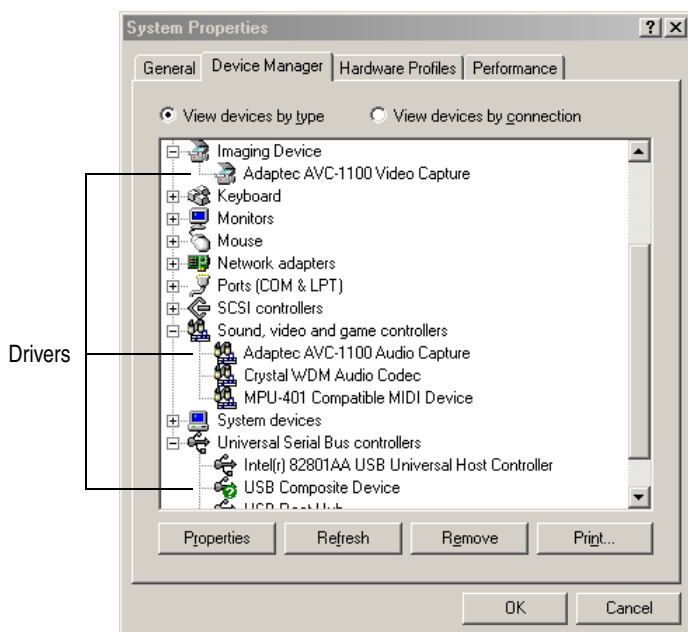 System Properties
General Device Manager Hardware Profiles Performance
View devices by type View devices by connection
Imaging Device
Adaptec AVC-1100 Video Capture
Keyboard
Monitors
Mouse
Network adapters
Ports (COM & LPT)
SCSI controllers
Sound, video and game controllers
Drivers
Adaptec AVC-1100 Audio Capture
Crystal WDM Audio Codec
MPU-401 Compatible MIDI Device
System devices
Universal Serial Bus controllers
Intel(r) 82801AA USB Universal Host Controller
USB Composite Device
USB Root Hub
Properties Refresh Remove Print...
OK Cancel